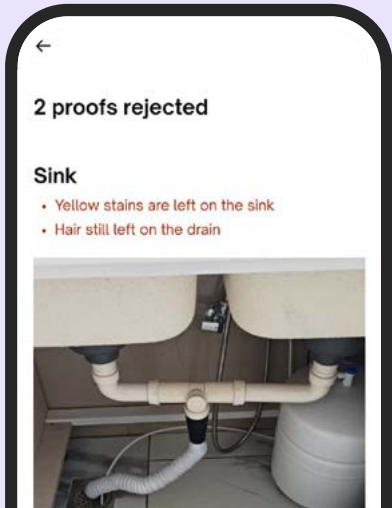 2 proofs rejected
Sink
• Yellow stains are left on the sink
• Hair still left on the drain